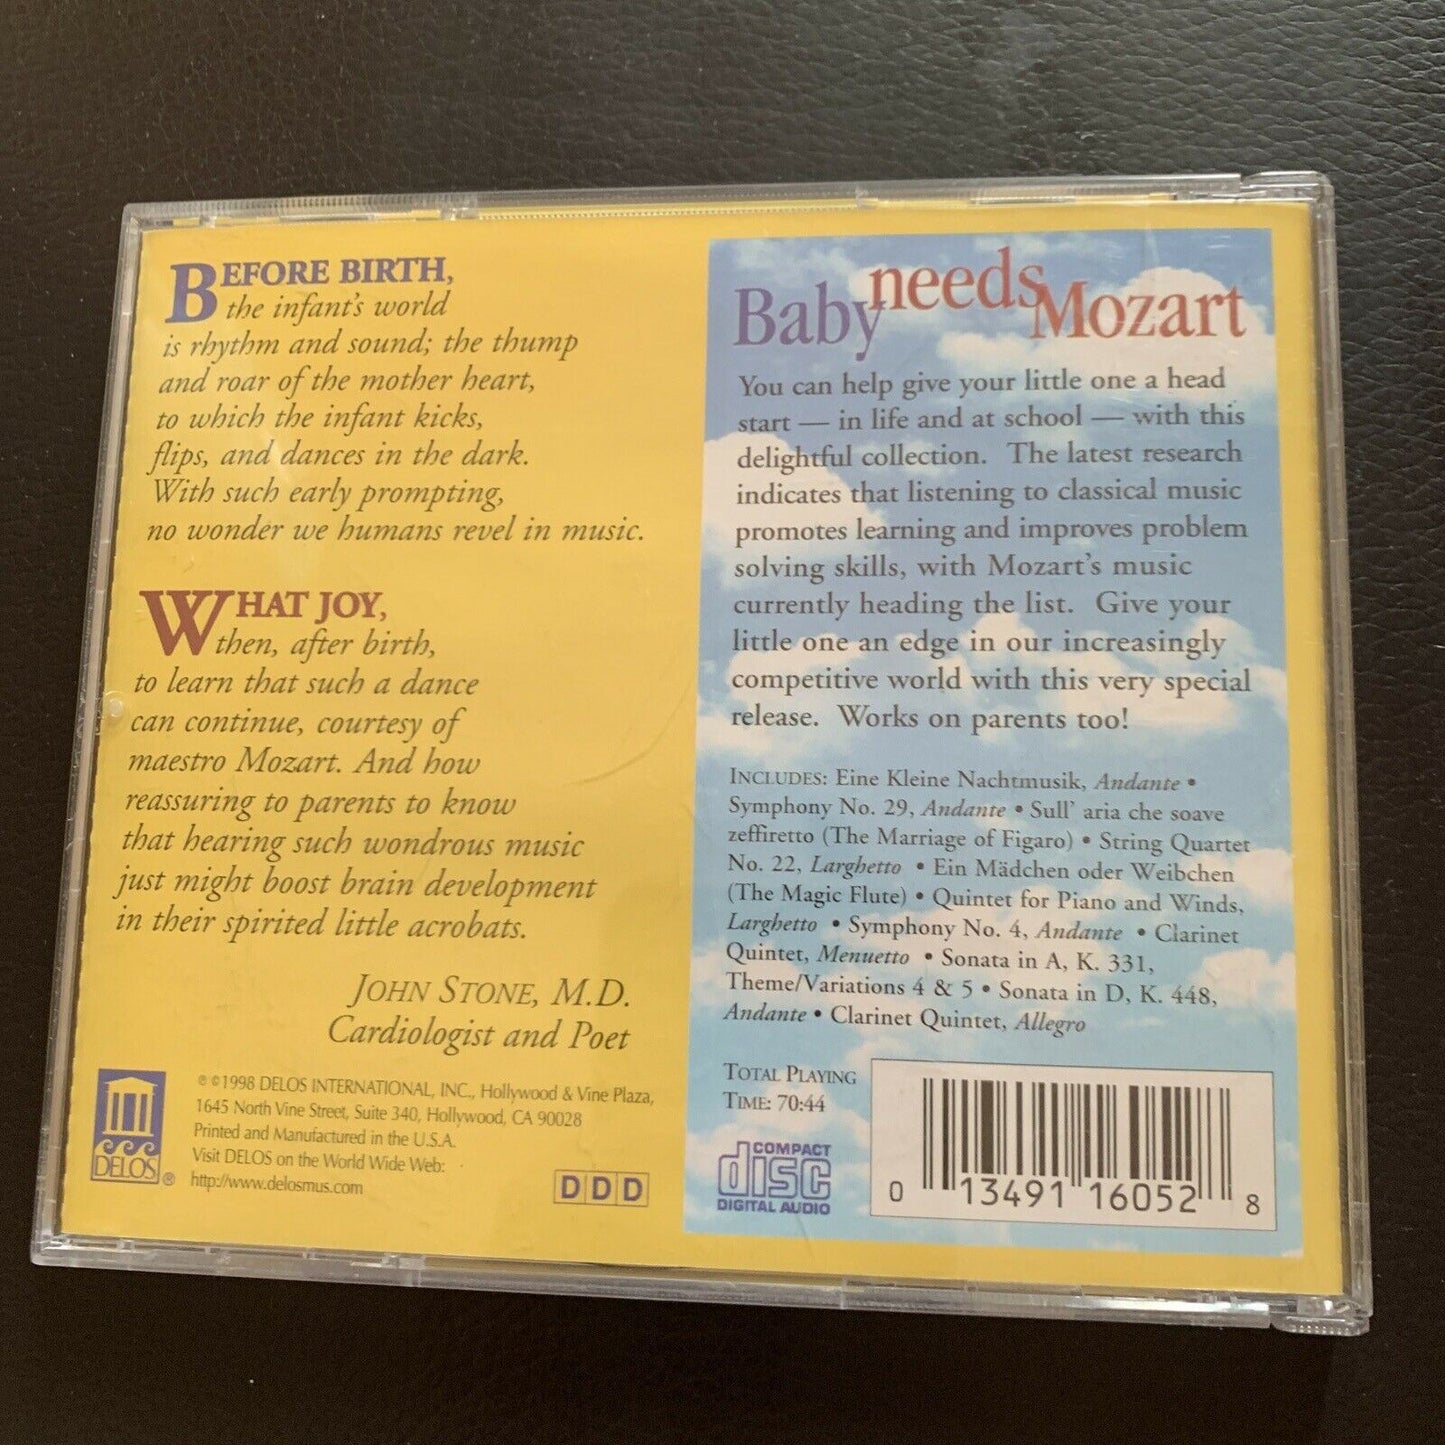 BEFORE BIRTH,
the infant's world
is rhythm and sound; the thump
and roar of the mother heart,
to which the infant kicks,
flips, and dances in the dark.
With such early prompting,
no wonder we humans revel in music.
WHAT JOY,
then, after birth,
to learn that such a dance
can continue, courtesy of
maestro Mozart. And how
reassuring to parents to know
that hearing such wondrous music
just might boost brain development
in their spirited little acrobats.
JOHN STONE, M.D.
Cardiologist and Poet
DELOS®
℗ © 1998 DELOS INTERNATIONAL, INC., Hollywood & Vine Plaza,
1645 North Vine Street, Suite 340, Hollywood, CA 90028
Printed and Manufactured in the U.S.A.
Visit DELOS on the World Wide Web:
http://www.delosmus.com
DDD
Baby needs Mozart
You can help give your little one a head
start — in life and at school — with this
delightful collection. The latest research
indicates that listening to classical music
promotes learning and improves problem
solving skills, with Mozart's music
currently heading the list. Give your
little one an edge in our increasingly
competitive world with this very special
release. Works on parents too!
INCLUDES: Eine Kleine Nachtmusik, Andante •
Symphony No. 29, Andante • Sull' aria che soave
zeffiretto (The Marriage of Figaro) • String Quartet
No. 22, Larghetto • Ein Mädchen oder Weibchen
(The Magic Flute) • Quintet for Piano and Winds,
Larghetto • Symphony No. 4, Andante • Clarinet
Quintet, Menuetto • Sonata in A, K. 331,
Theme/Variations 4 & 5 • Sonata in D, K. 448,
Andante • Clarinet Quintet, Allegro
TOTAL PLAYING
TIME: 70:44
COMPACT
disc
DIGITAL AUDIO
0 13491 16052 8